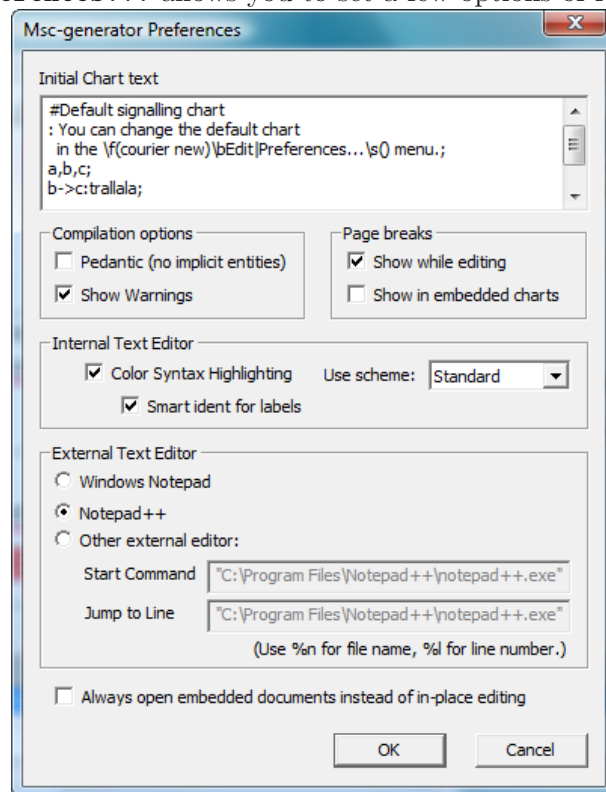 Msc-generator Preferences
Initial Chart text
#Default signalling chart
: You can change the default chart
in the \f(courier new)\bEdit|Preferences...\s() menu.;
a,b,c;
b->c:trallala;
Compilation options
Pedantic (no implicit entities)
Show Warnings
Page breaks
Show while editing
Show in embedded charts
Internal Text Editor
Color Syntax Highlighting Use scheme: Standard
Smart ident for labels
External Text Editor
Windows Notepad
Notepad++
Other external editor:
Start Command "C:\Program Files\Notepad++\notepad++.exe"
Jump to Line "C:\Program Files\Notepad++\notepad++.exe"
(Use %n for file name, %l for line number.)
Always open embedded documents instead of in-place editing
OK Cancel